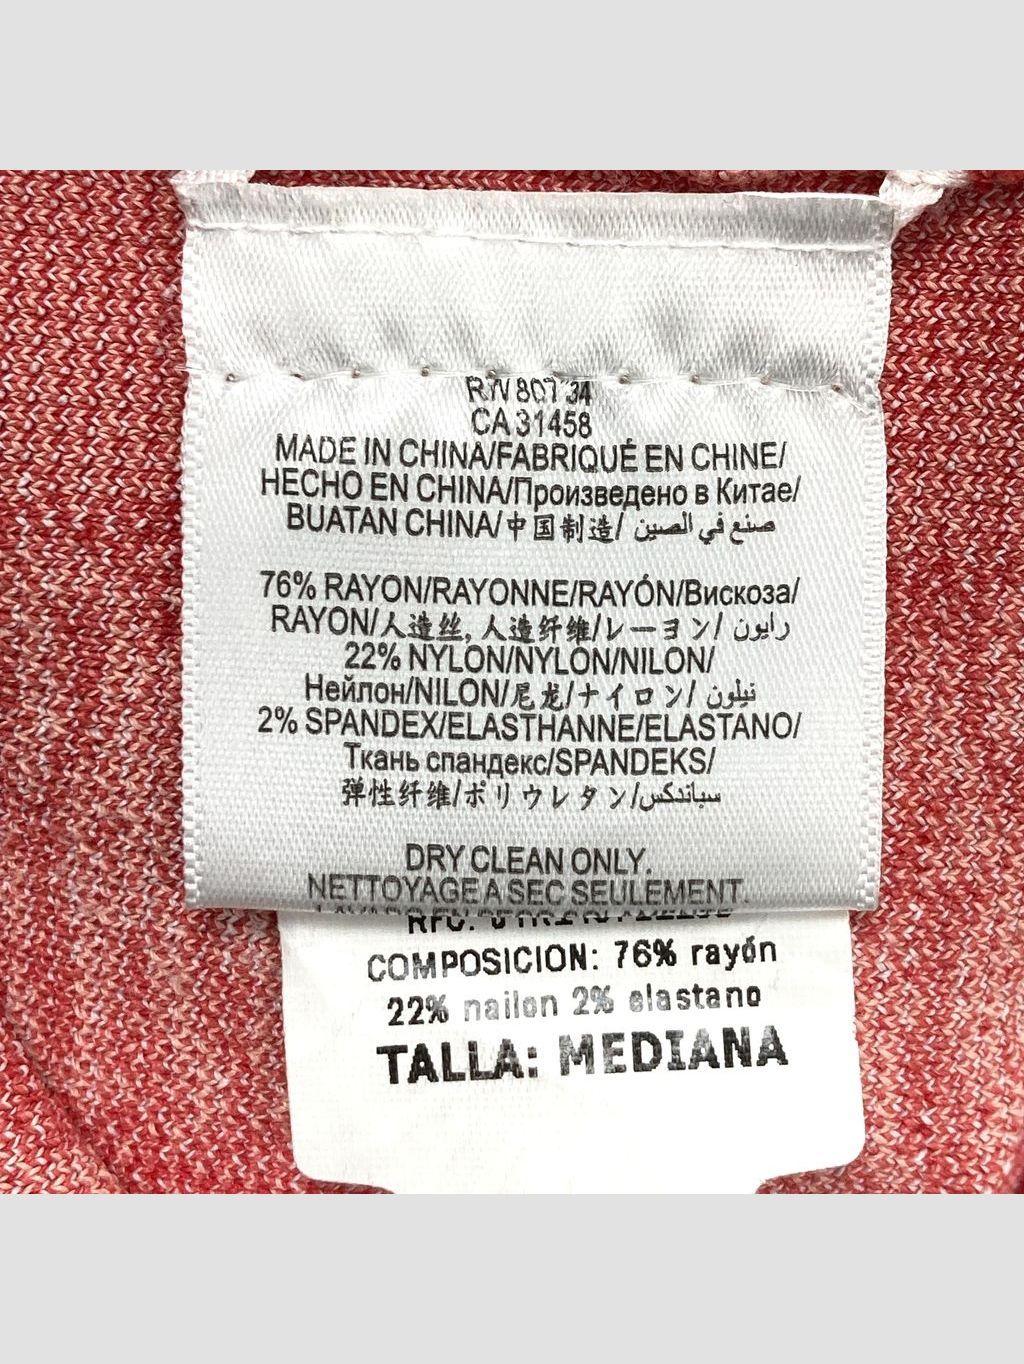 CA 31458
MADE IN CHINA/FABRIQUÉ EN CHINE/
HECHO EN CHINA/Произведено в Китае/
BUATAN CHINA/中国制造/ صنع في الصين
76% RAYON/RAYONNE/RAYÓN/Вискоза/
RAYON/人造丝, 人造纤维/レーヨン/ رايون
22% NYLON/NYLON/NILON/
Нейлон/NILON/尼龙/ナイロン/ نيلون
2% SPANDEX/ELASTHANNE/ELASTANO/
Ткань спандекс/SPANDEKS/
弹性纤维/ポリウレタン/سباندكس
DRY CLEAN ONLY.
NETTOYAGE A SEC SEULEMENT.
RFC:
COMPOSICION: 76% rayón
22% nailon 2% elastano
TALLA: MEDIANA